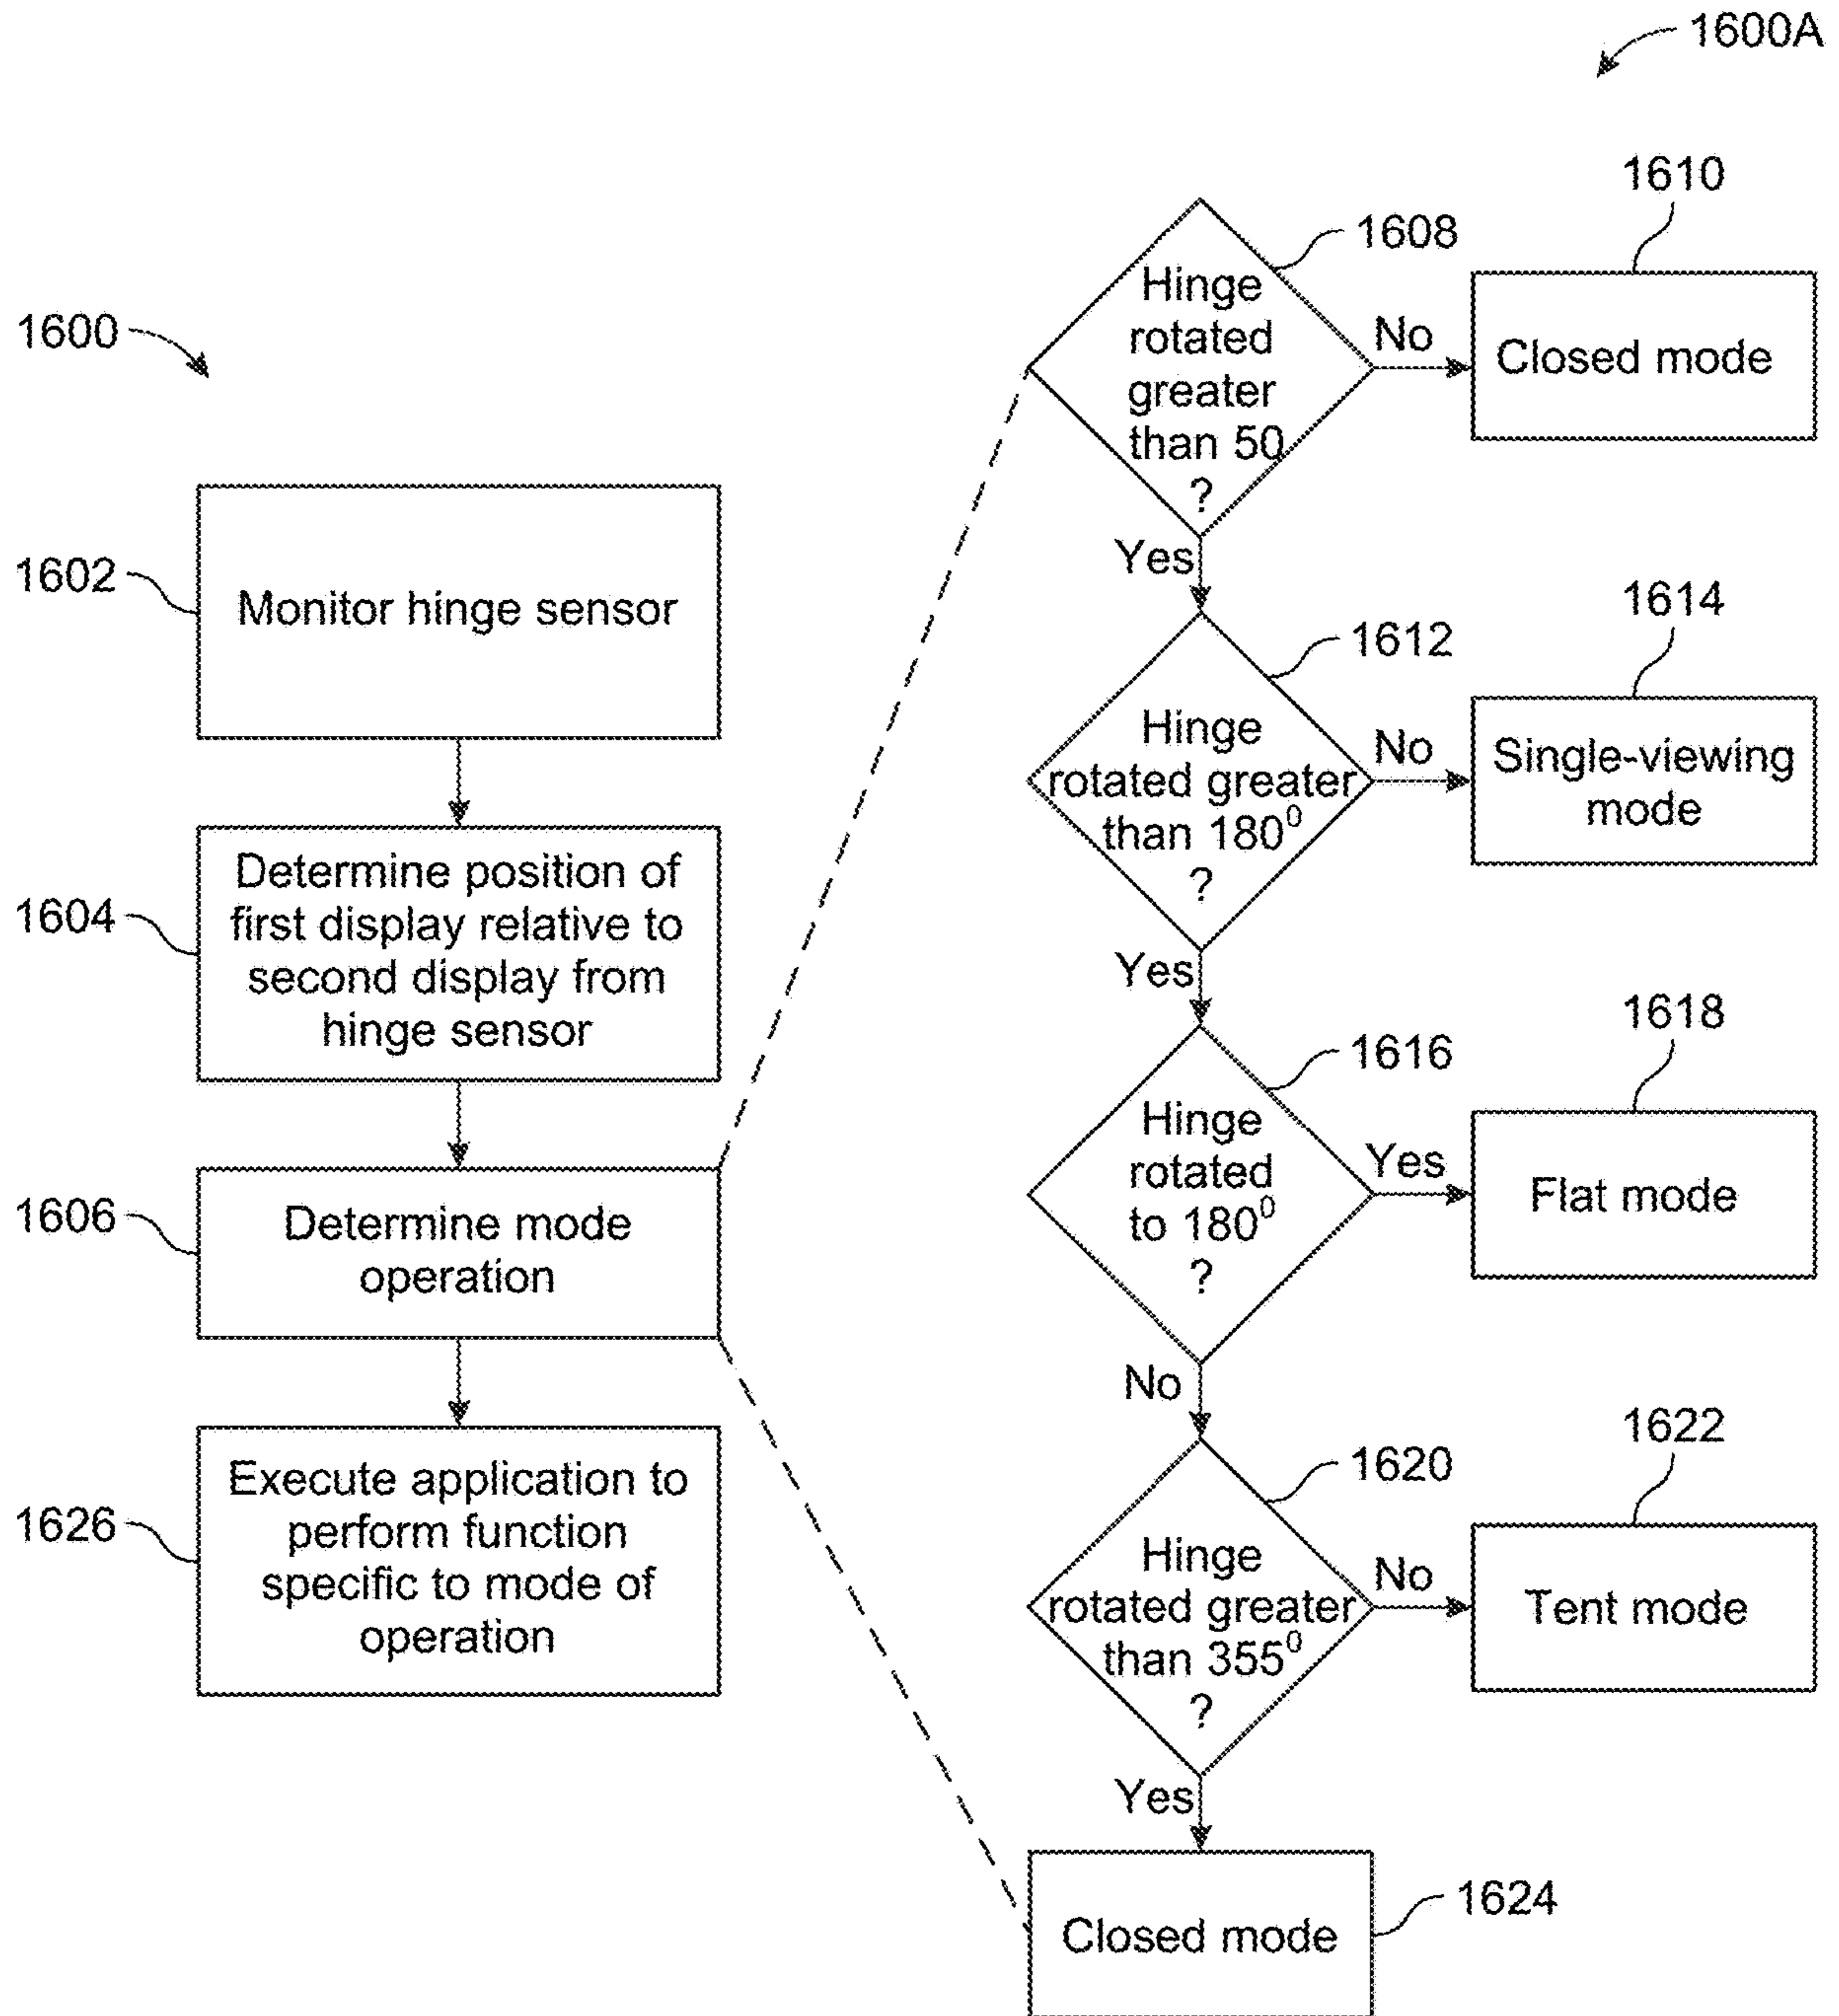 1600A
1600
1602
Monitor hinge sensor
1604
Determine position of
first display relative to
second display from
hinge sensor
1606
Determine mode
operation
1626
Execute application to
perform function
specific to mode of
operation
1608
Hinge
rotated
greater
than 50
?
No
1610
Closed mode
Yes
1612
Hinge
rotated greater
than 180⁰
?
No
1614
Single-viewing
mode
Yes
1616
Hinge
rotated
to 180⁰
?
Yes
1618
Flat mode
No
1620
Hinge
rotated greater
than 355⁰
?
No
1622
Tent mode
Yes
1624
Closed mode